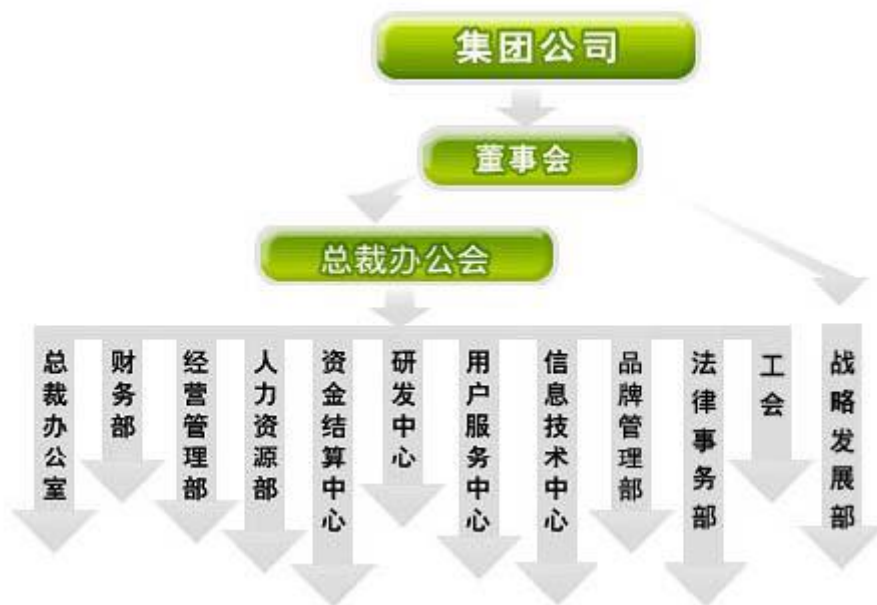 集团公司
董事会
总裁办公会
总裁办公室
财务部
经营管理部
人力资源部
资金结算中心
研发中心
用户服务中心
信息技术中心
品牌管理部
法律事务部
工会
战略发展部